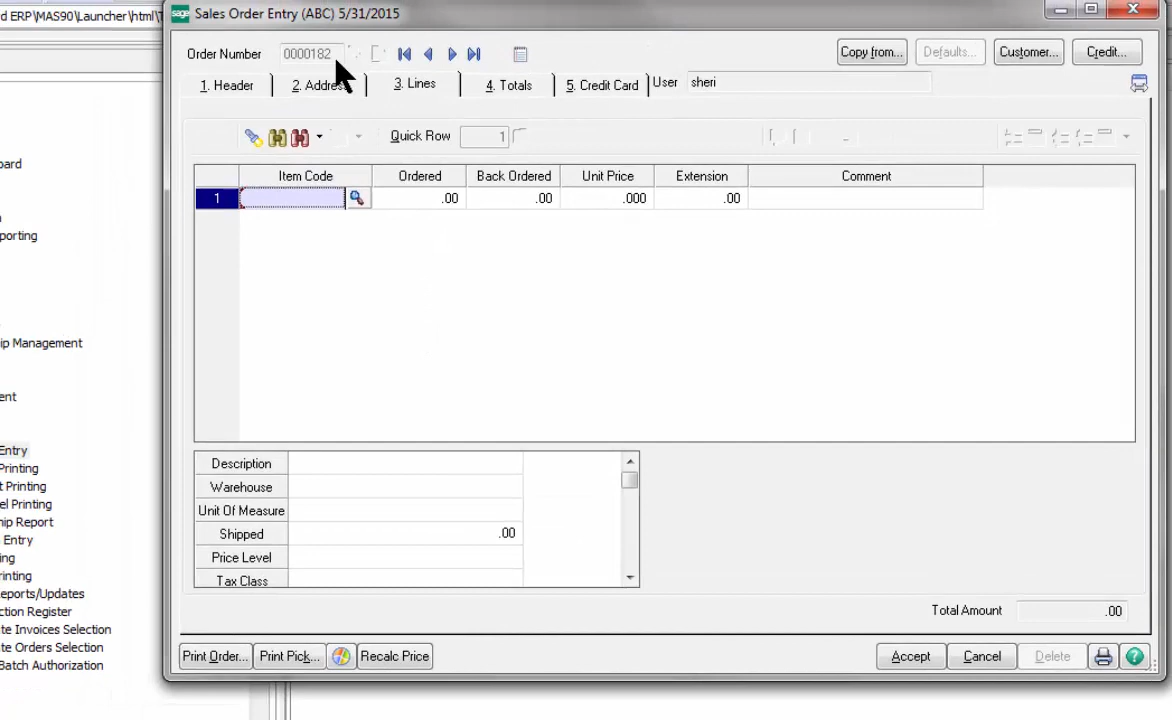 d ERP\MAS90\Launcher\html\T
sage Sales Order Entry (ABC) 5/31/2015
Order Number 0000182
Copy from... Defaults... Customer... Credit...
1. Header 2. Address 3. Lines 4. Totals 5. Credit Card User sheri
Quick Row 1
Item Code Ordered Back Ordered Unit Price Extension Comment
1 .00 .00 .000 .00
Description
Warehouse
Unit Of Measure
Shipped .00
Price Level
Tax Class
Total Amount .00
Print Order... Print Pick... Recalc Price Accept Cancel Delete
oard
porting
ip Management
ent
Entry
Printing
t Printing
el Printing
hip Report
n Entry
ing
rinting
eports/Updates
ction Register
te Invoices Selection
te Orders Selection
Batch Authorization